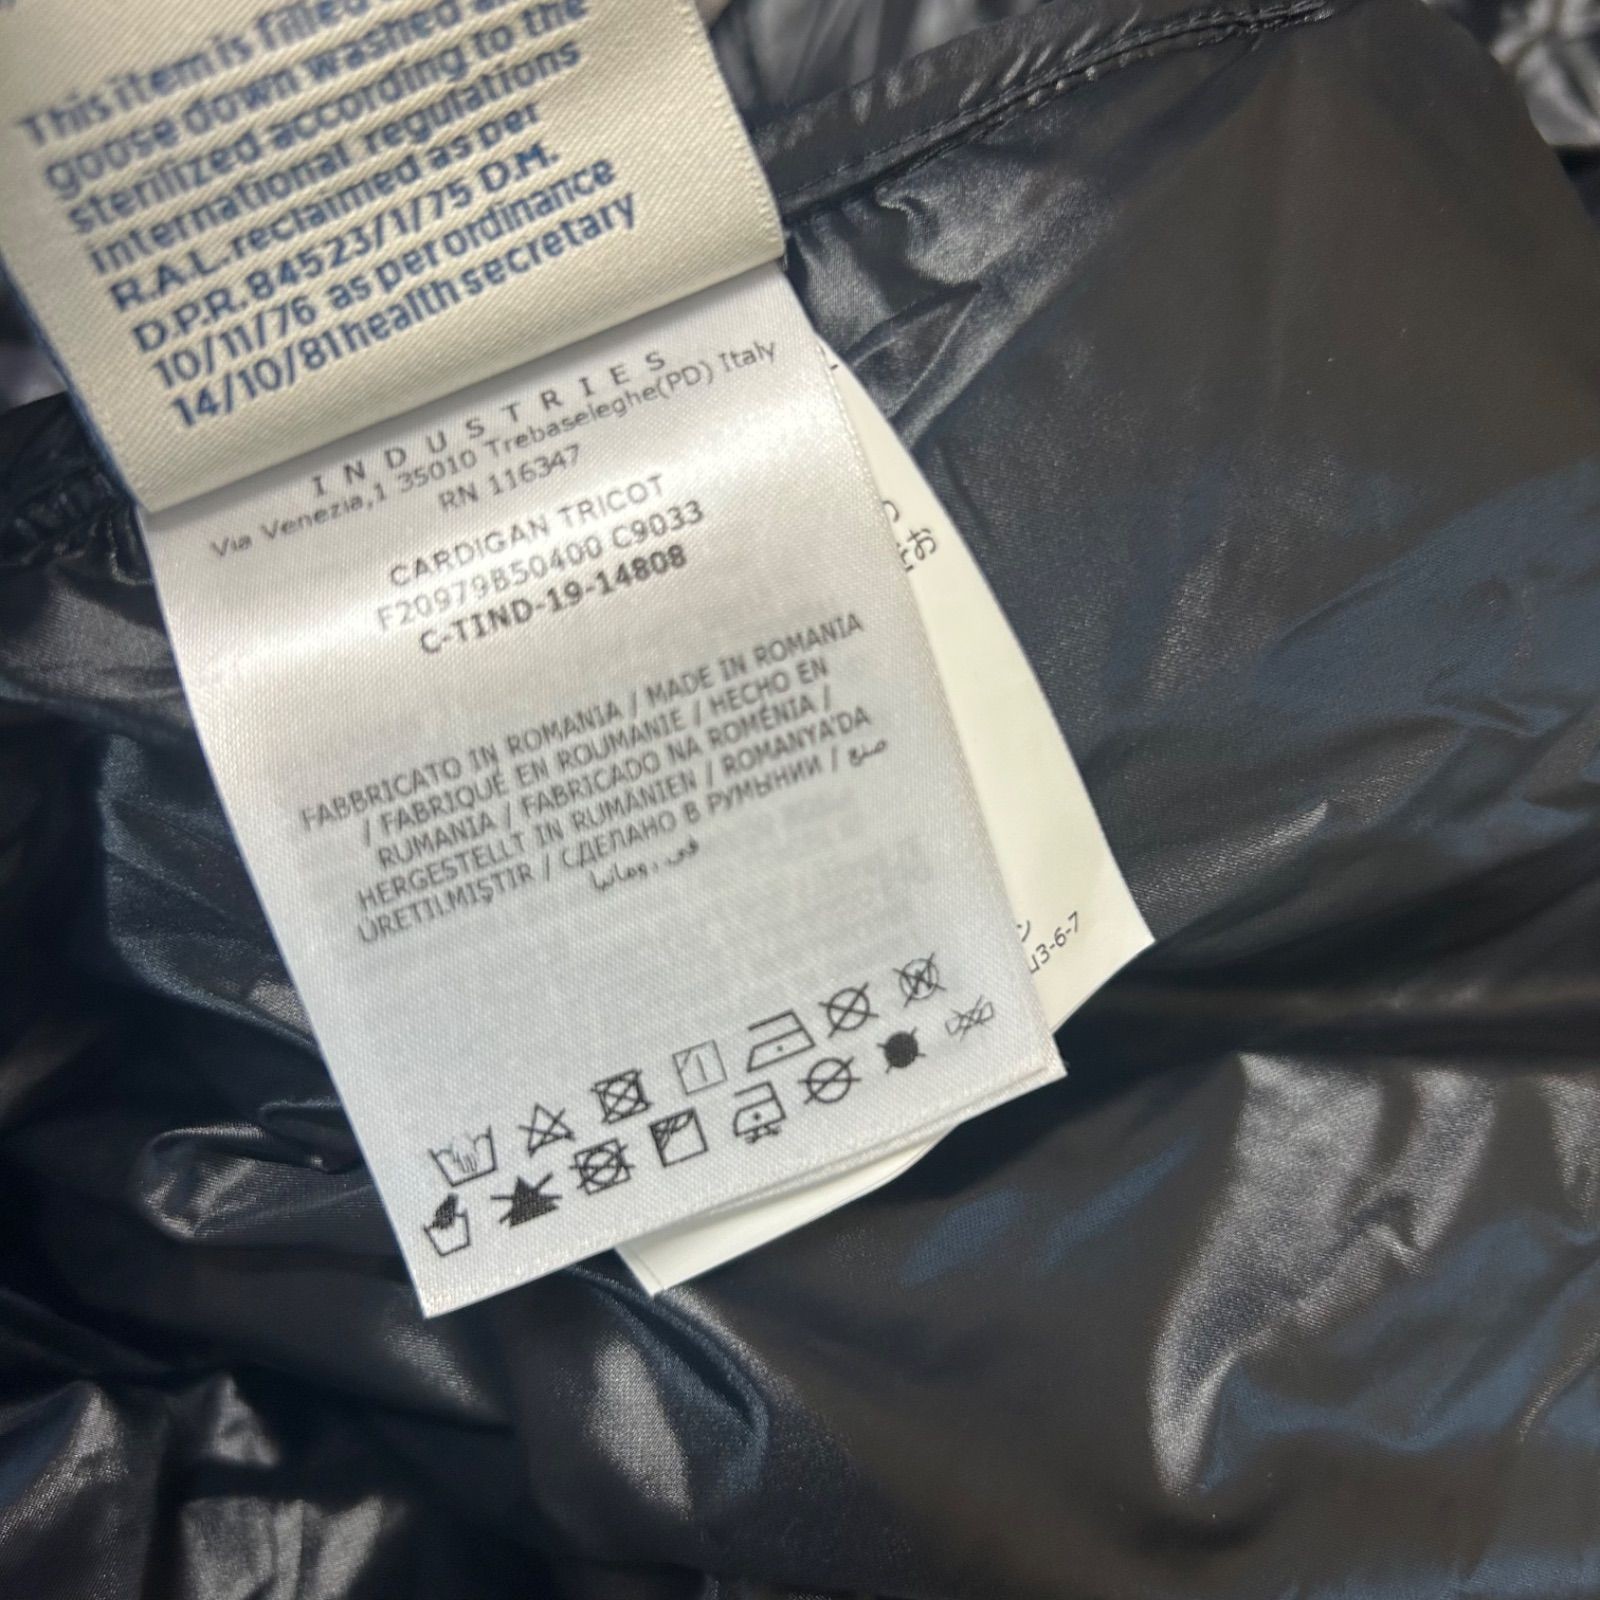 This item is filled
goose down washed a
sterilized according to the
international regulations
R.A.L. reclaimed as per
D.P.R. 84523/1/75 D.M.
10/11/76 as per ordinance
14/10/81 health secretary
INDUSTRIES
Via Venezia,1 35010 Trebaseleghe(PD) Italy
RN 116347
CARDIGAN TRICOT
F20979B50400 C9033
C-TIND-19-14808
FABBRICATO IN ROMANIA / MADE IN ROMANIA
/ FABRIQUÉ EN ROUMANIE / HECHO EN
RUMANIA / FABRICADO NA ROMÉNIA /
HERGESTELLT IN RUMÄNIEN / ROMANYA'DA
ÜRETILMIŞTIR / СДЕЛАНО В РУМЫНИИ / صنع
في رومانيا
3-6-7